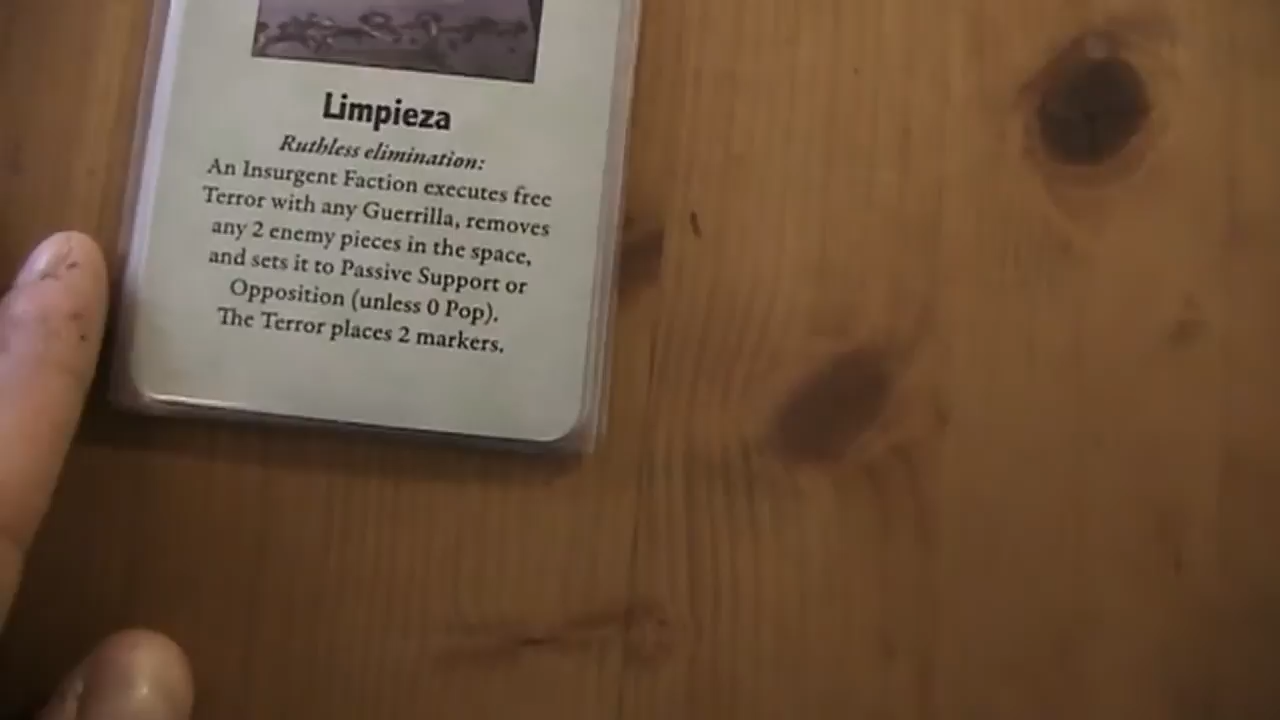 Limpieza
Ruthless elimination:
An Insurgent Faction executes free
Terror with any Guerrilla, removes
any 2 enemy pieces in the space,
and sets it to Passive Support or
Opposition (unless 0 Pop).
The Terror places 2 markers.